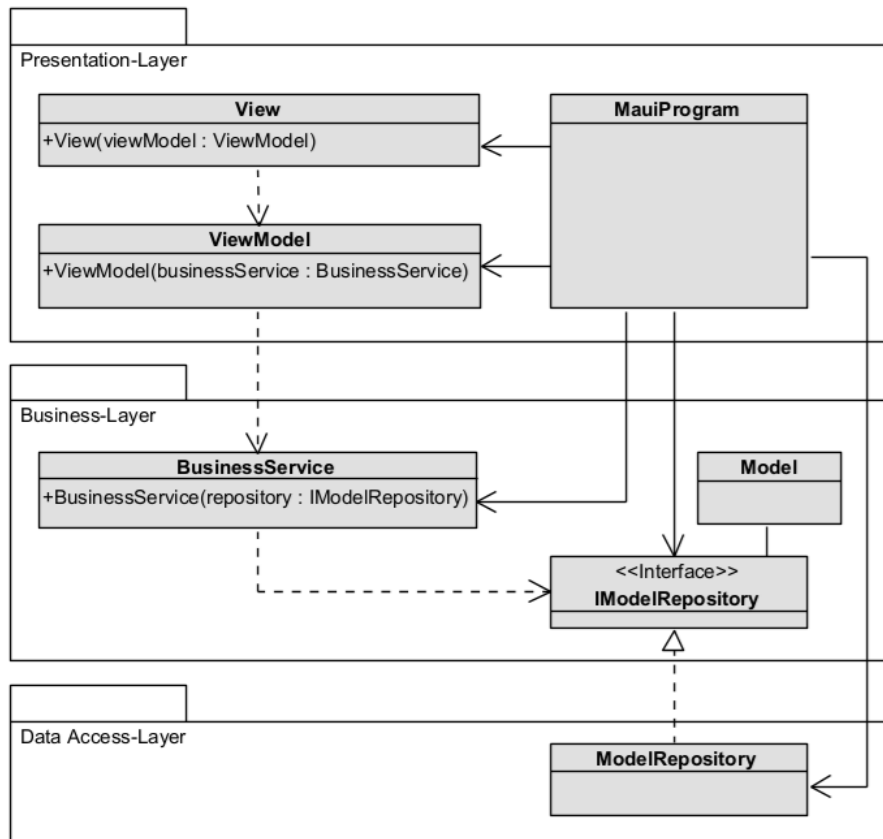 Presentation-Layer
View
+View(viewModel : ViewModel)
MauiProgram
ViewModel
+ViewModel(businessService : BusinessService)
Business-Layer
BusinessService
+BusinessService(repository : IModelRepository)
Model
<<Interface>>
IModelRepository
Data Access-Layer
ModelRepository